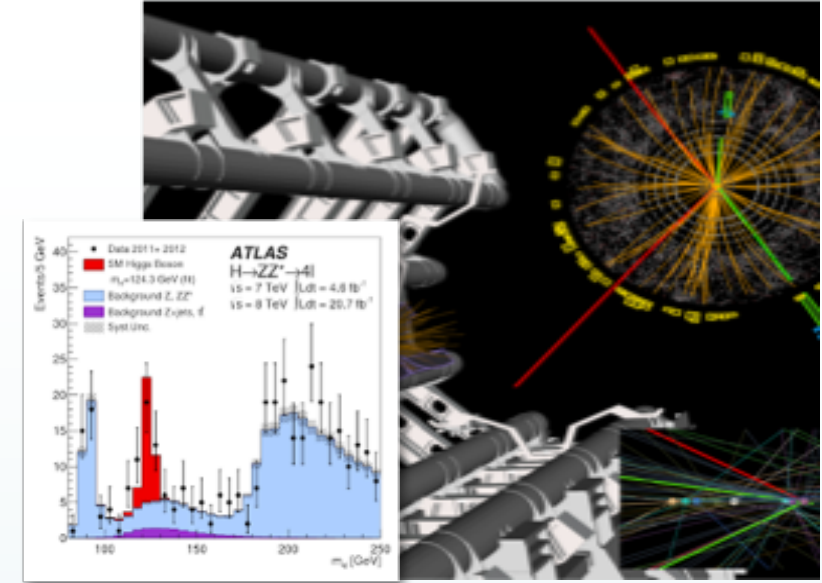 Events/5 GeV
40
35
30
25
20
15
10
5
0
Data 2011+ 2012
SM Higgs Boson
m_H=124.3 GeV (fit)
Background Z, ZZ*
Background Z+jets, tt̄
Syst.Unc.
ATLAS
H→ZZ*→4l
√s = 7 TeV ∫Ldt = 4.6 fb⁻¹
√s = 8 TeV ∫Ldt = 20.7 fb⁻¹
100 150 200 250
[GeV]